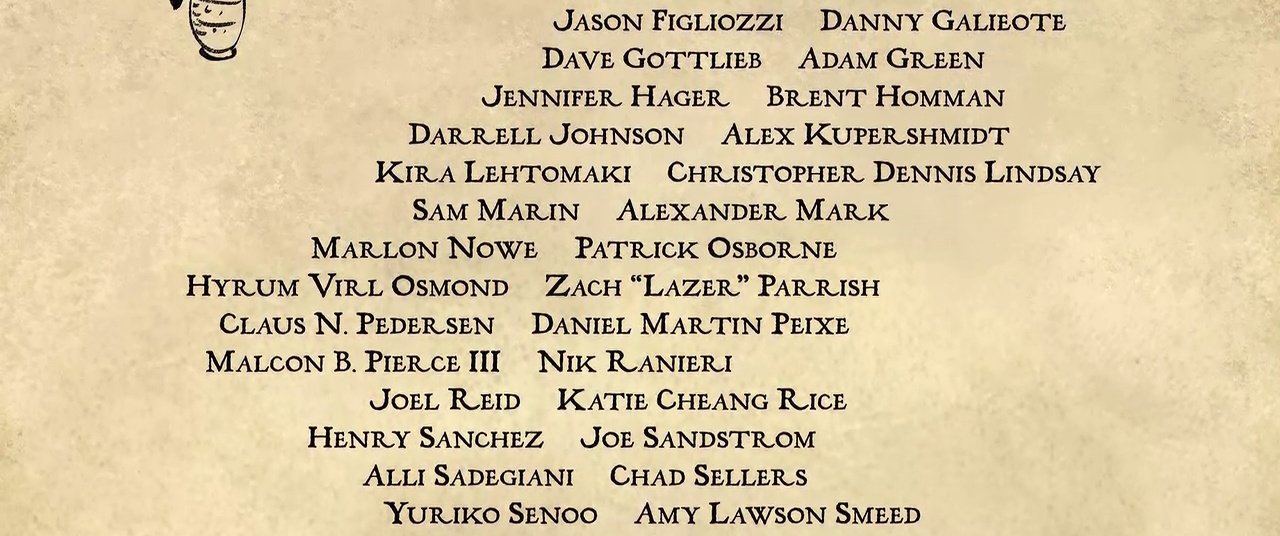 Jason Figliozzi Danny Galieote
Dave Gottlieb Adam Green
Jennifer Hager Brent Homman
Darrell Johnson Alex Kupershmidt
Kira Lehtomaki Christopher Dennis Lindsay
Sam Marin Alexander Mark
Marlon Nowe Patrick Osborne
Hyrum Virl Osmond Zach “Lazer” Parrish
Claus N. Pedersen Daniel Martin Peixe
Malcon B. Pierce III Nik Ranieri
Joel Reid Katie Cheang Rice
Henry Sanchez Joe Sandstrom
Alli Sadegiani Chad Sellers
Yuriko Senoo Amy Lawson Smeed